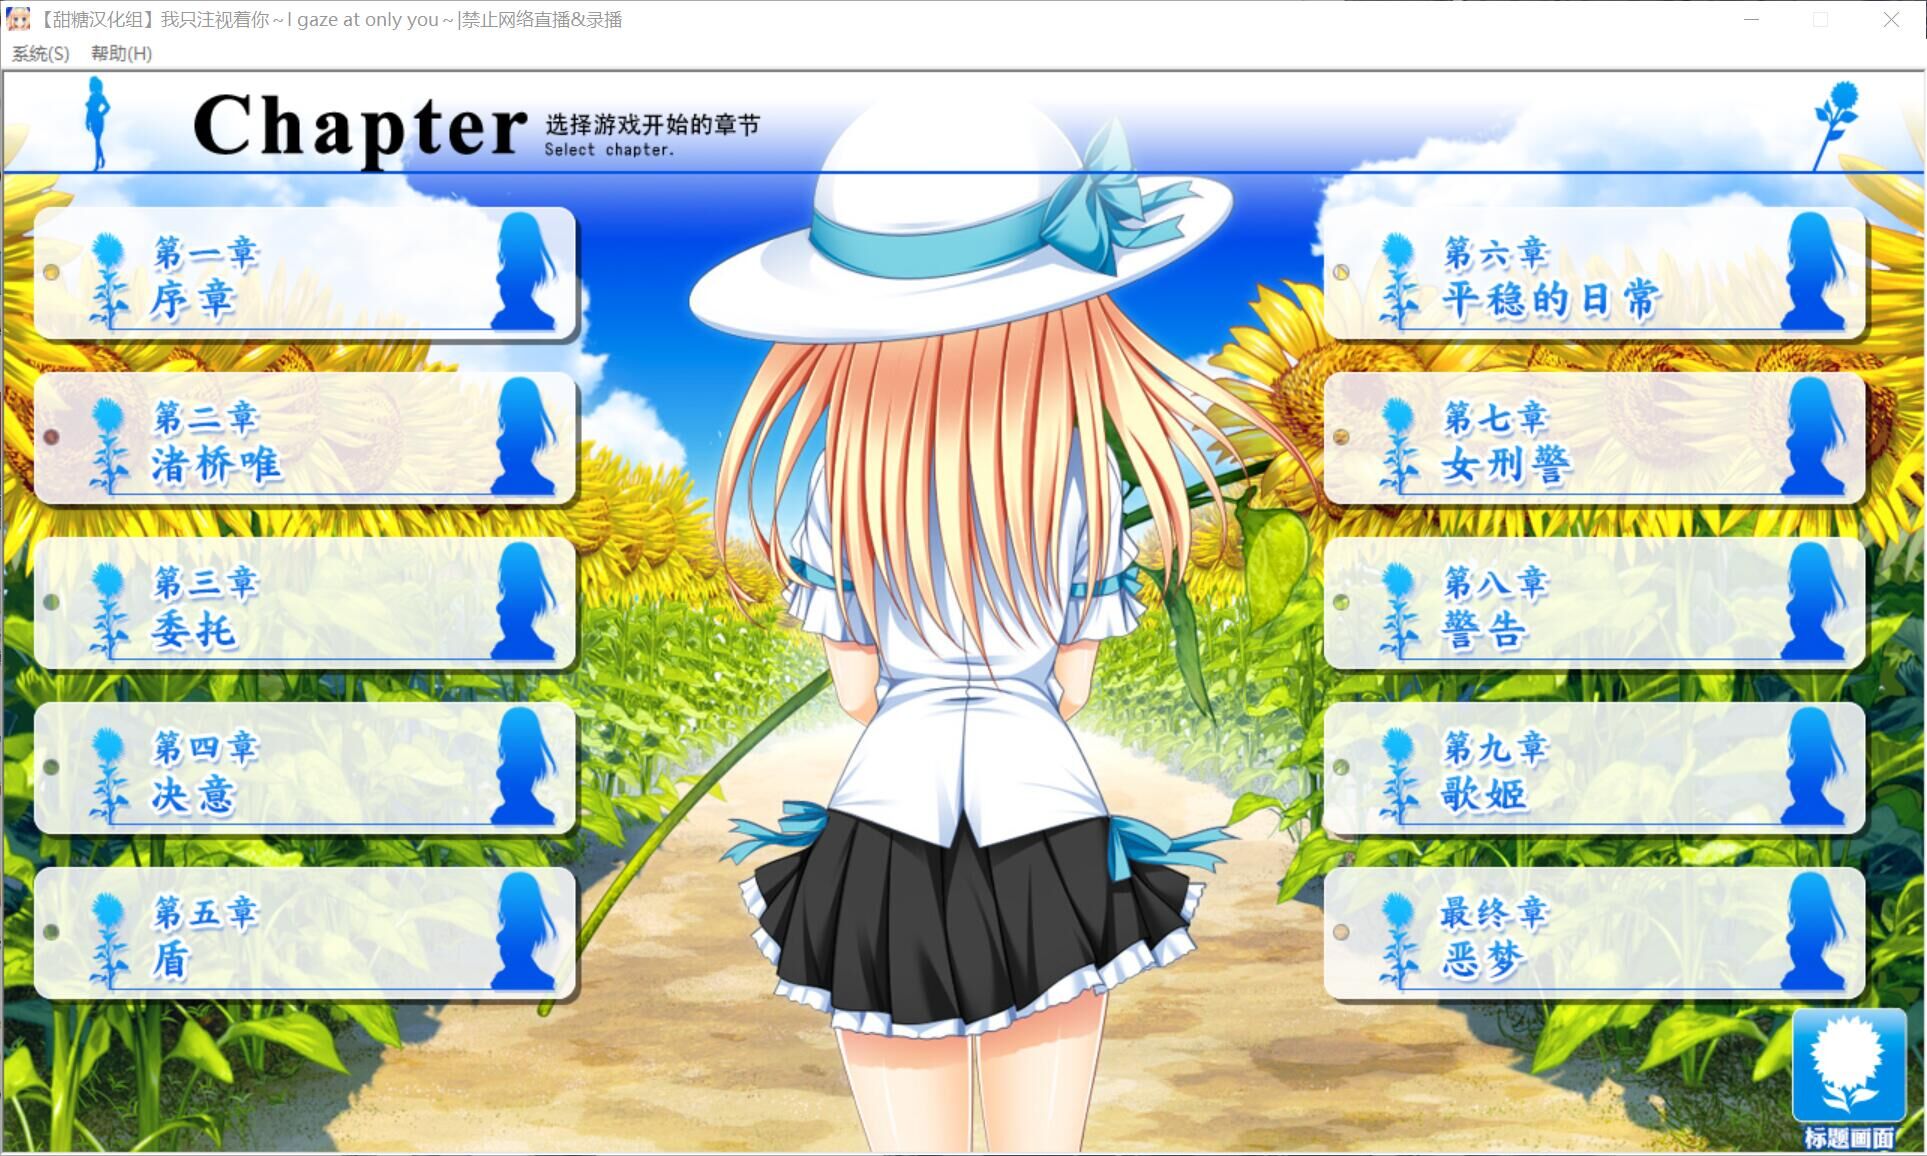 【甜糖汉化组】我只注视着你～I gaze at only you～|禁止网络直播&录播
系统(S) 帮助(H)
Chapter
选择游戏开始的章节
Select chapter.
第一章
序章
第二章
渚桥唯
第三章
委托
第四章
决意
第五章
盾
第六章
平稳的日常
第七章
女刑警
第八章
警告
第九章
歌姬
最终章
恶梦
标题画面